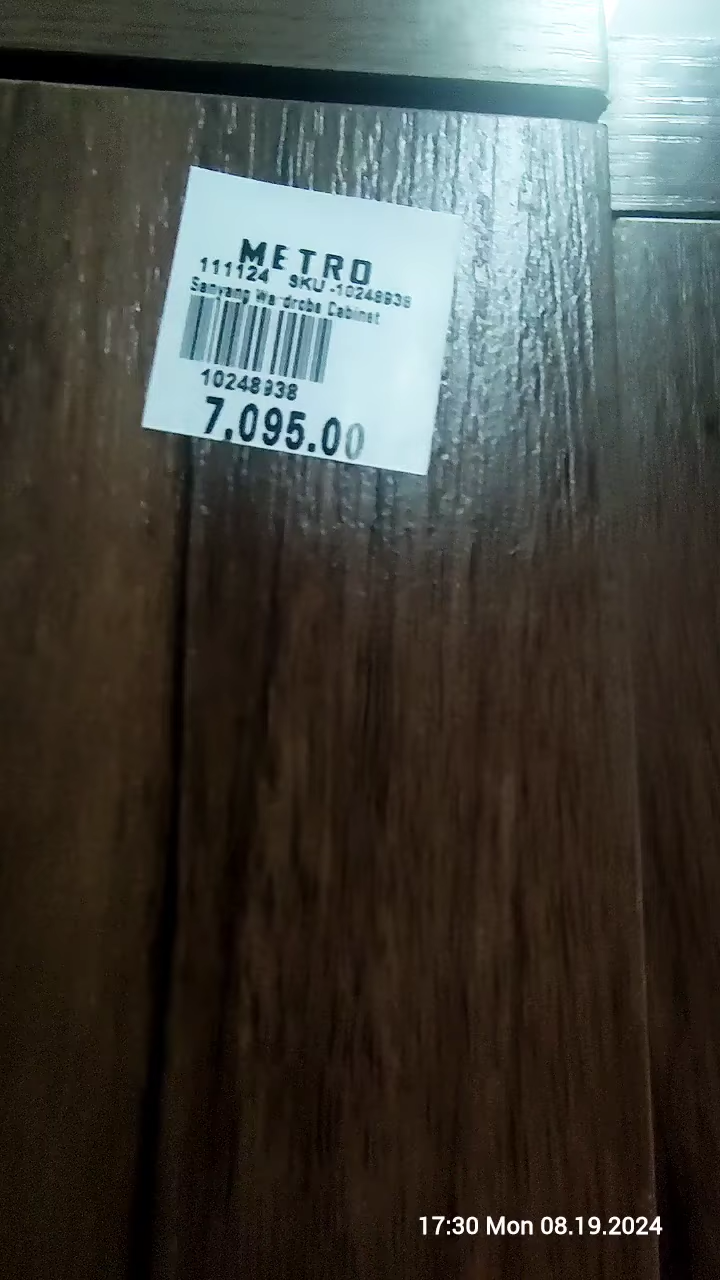 METRO
111124 SKU-10248938
Sanyang Wardrobe Cabinet
10248938
7,095.00
17:30 Mon 08.19.2024